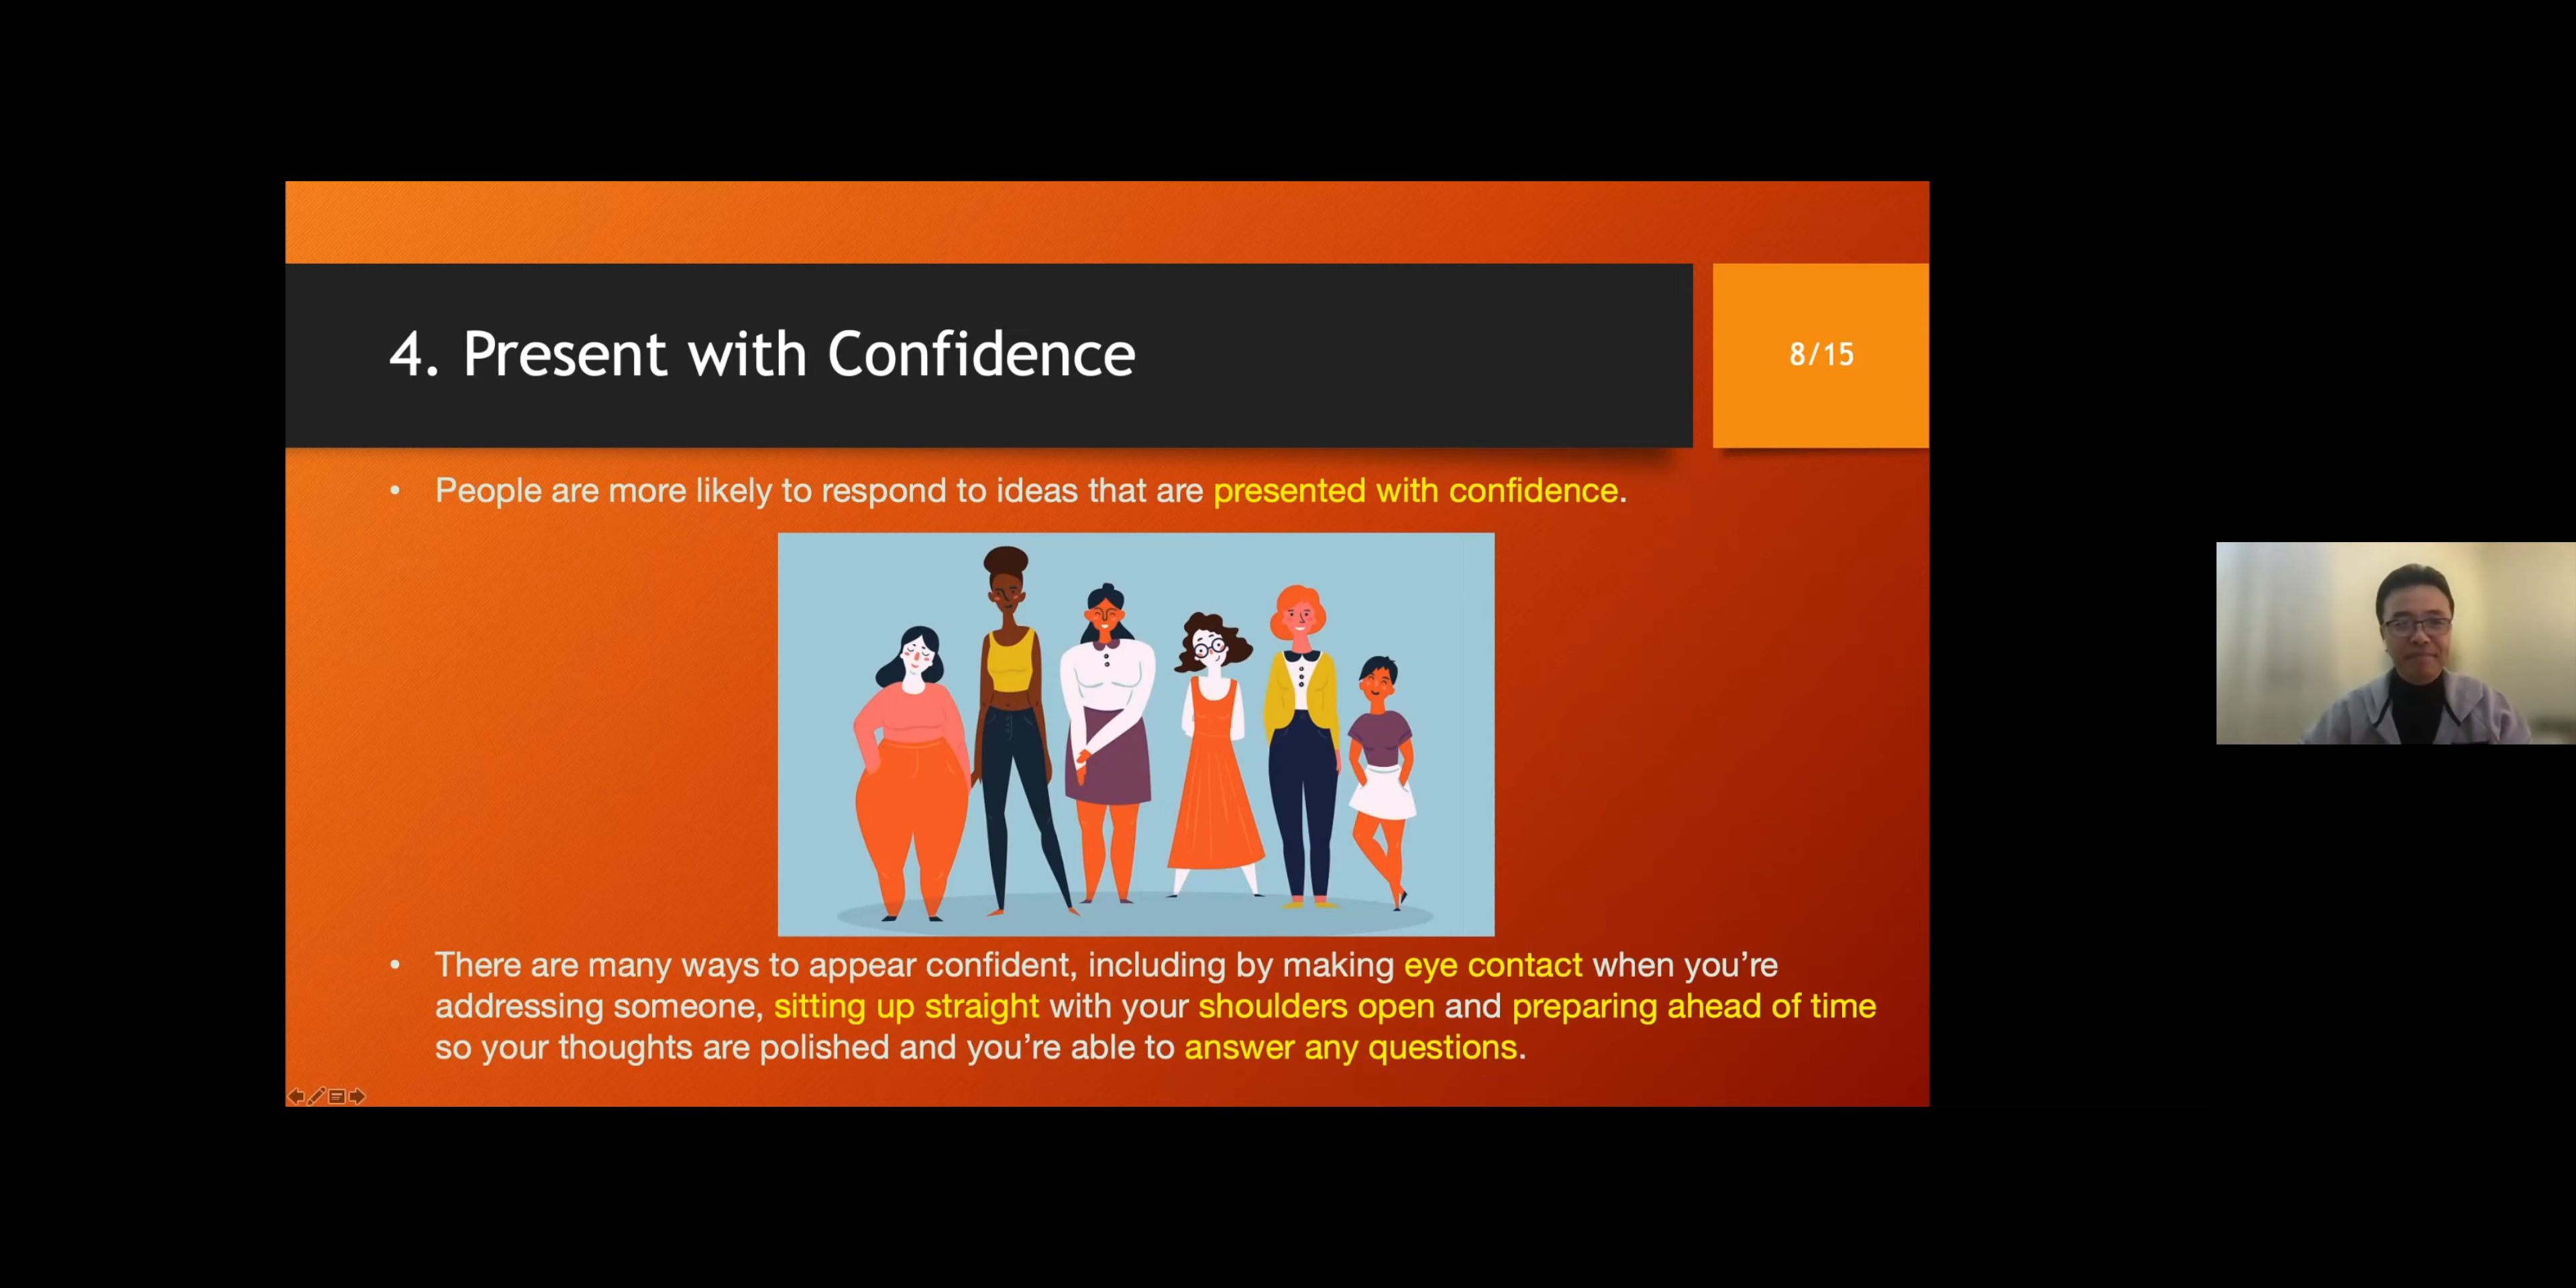 4. Present with Confidence
8/15
• People are more likely to respond to ideas that are presented with confidence.
• There are many ways to appear confident, including by making eye contact when you’re
addressing someone, sitting up straight with your shoulders open and preparing ahead of time
so your thoughts are polished and you’re able to answer any questions.